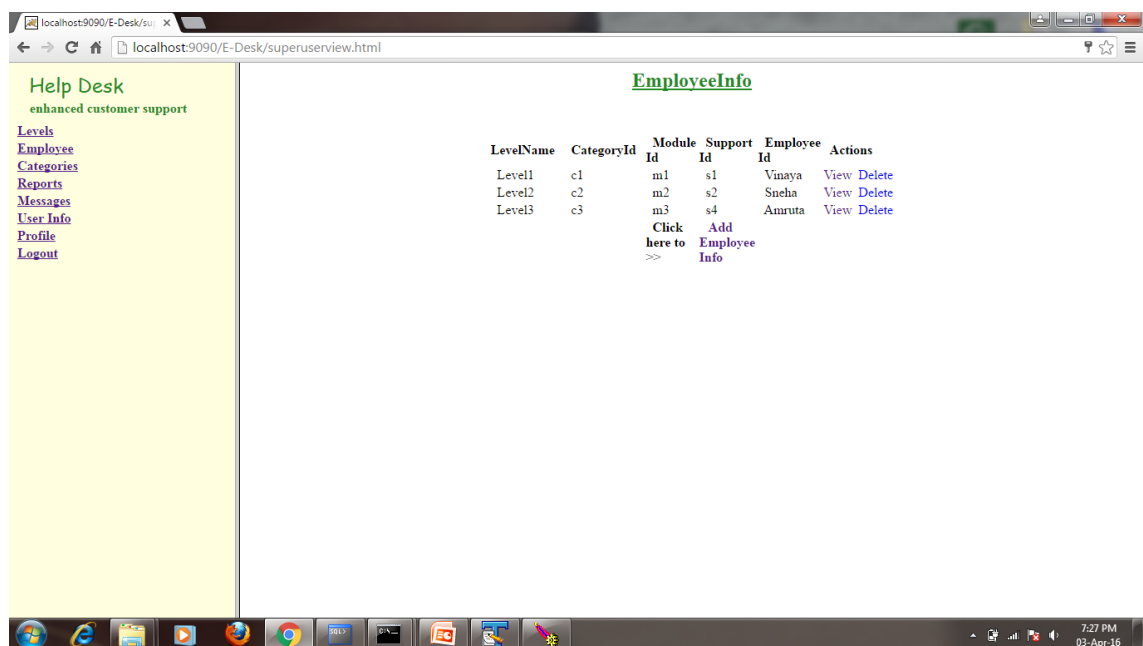 localhost:9090/E-Desk/su
localhost:9090/E-Desk/superuserview.html
Help Desk
enhanced customer support
Levels
Employee
Categories
Reports
Messages
User Info
Profile
Logout
EmployeeInfo
LevelName CategoryId Module Id Support Id Employee Id Actions
Level1 c1 m1 s1 Vinaya View Delete
Level2 c2 m2 s2 Sneha View Delete
Level3 c3 m3 s4 Amruta View Delete
Click here to >> Add Employee Info
SQL>
C:\_
7:27 PM
03-Apr-16